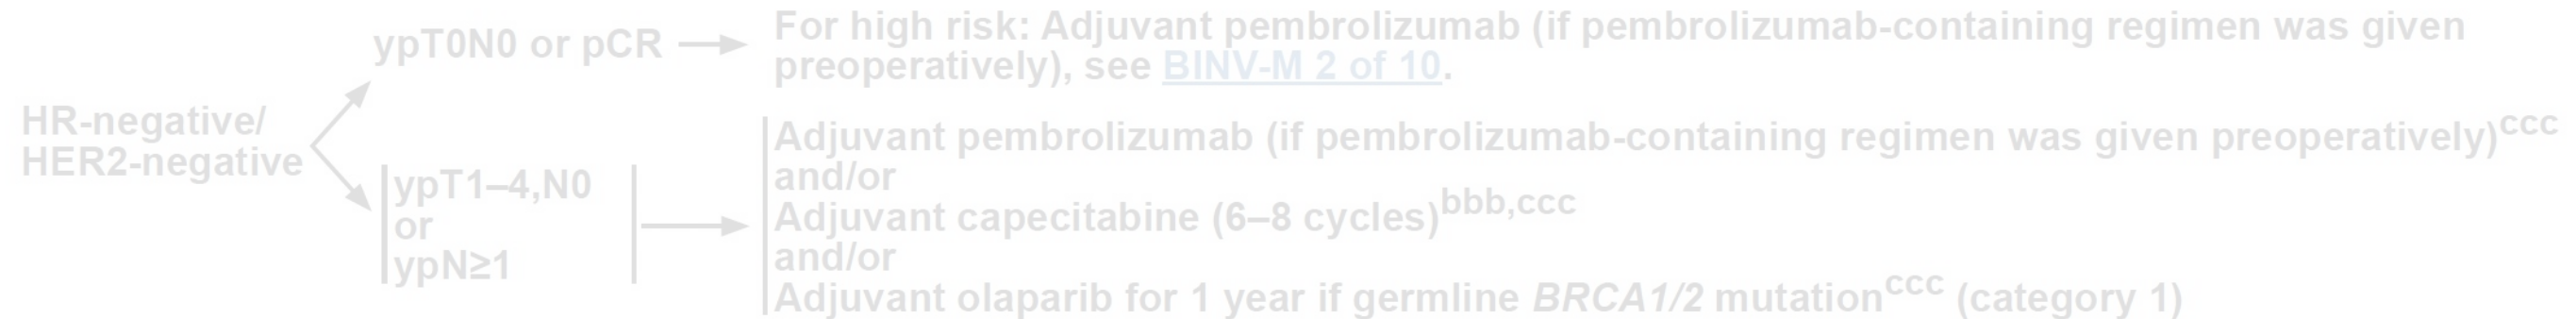 ypT0N0 or pCR
For high risk: Adjuvant pembrolizumab (if pembrolizumab-containing regimen was given
preoperatively), see BINV-M 2 of 10.
HR-negative/
HER2-negative
ypT1–4,N0
or
ypN≥1
Adjuvant pembrolizumab (if pembrolizumab-containing regimen was given preoperatively)ccc
and/or
Adjuvant capecitabine (6–8 cycles)bbb,ccc
and/or
Adjuvant olaparib for 1 year if germline BRCA1/2 mutationccc (category 1)